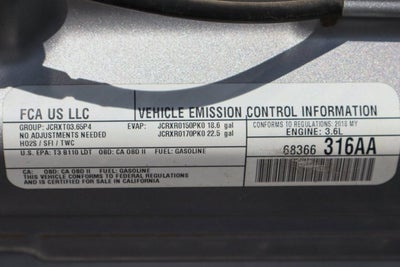 FCA US LLC
VEHICLE EMISSION CONTROL INFORMATION
GROUP: JCRXT03.65P4
NO ADJUSTMENTS NEEDED
HO2S / SFI / TWC
EVAP: JCRXR0150PK0 18.6 gal
JCRXR0170PK0 22.5 gal
CONFORMS TO REGULATIONS: 2018 MY
ENGINE: 3.6L
U.S. EPA: T3 B110 LDT OBD: CA OBD II FUEL: GASOLINE
68366 316AA
CA: OBD: CA OBD II FUEL: GASOLINE
THIS VEHICLE CONFORMS TO FEDERAL REGULATIONS
AND IS CERTIFIED FOR SALE IN CALIFORNIA